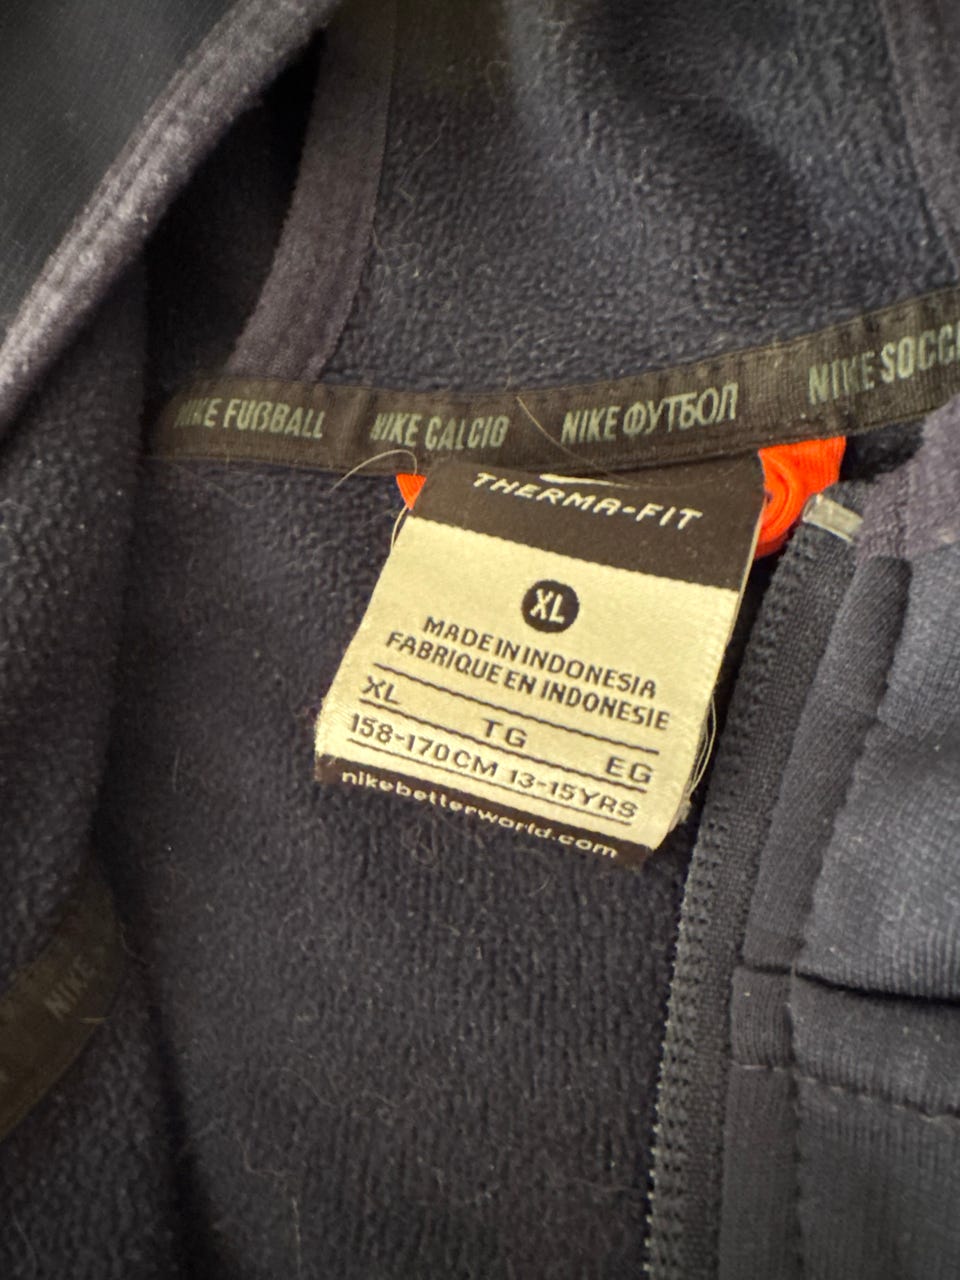 NIKE FUßBALL NIKE CALCIO NIKE ФУТБОЛ NIKE SOCCE
THERMA-FIT
XL
MADE IN INDONESIA
FABRIQUE EN INDONESIE
XL TG EG
158-170CM 13-15YRS
nikebetterworld.com
NIKE